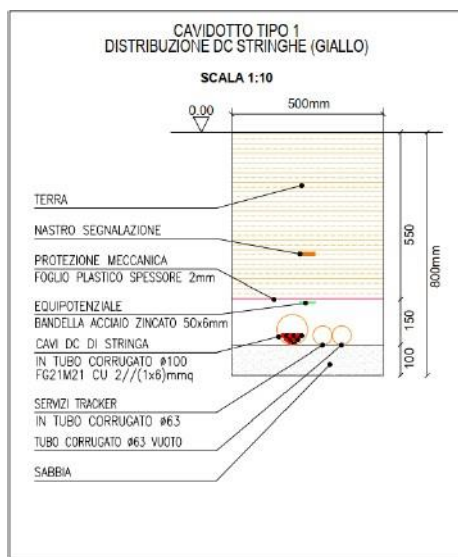 CAVIDOTTO TIPO 1
DISTRIBUZIONE DC STRINGHE (GIALLO)
SCALA 1:10
0.00
500mm
TERRA
NASTRO SEGNALAZIONE
PROTEZIONE MECCANICA
FOGLIO PLASTICO SPESSORE 2mm
EQUIPOTENZIALE
BANDELLA ACCIAIO ZINCATO 50x6mm
CAVI DC DI STRINGA
IN TUBO CORRUGATO ø100
FG21M21 CU 2//(1x6)mmq
SERVIZI TRACKER
IN TUBO CORRUGATO ø63
TUBO CORRUGATO ø63 VUOTO
SABBIA
550
150
100
800mm